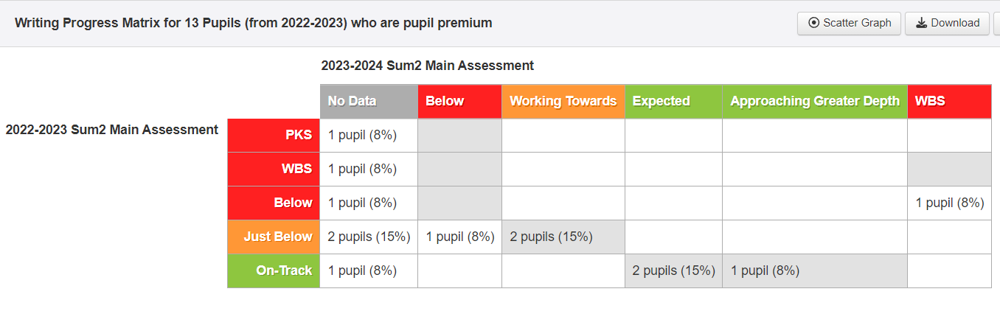 Writing Progress Matrix for 13 Pupils (from 2022-2023) who are pupil premium
Scatter Graph
Download
2023-2024 Sum2 Main Assessment
No Data Below Working Towards Expected Approaching Greater Depth WBS
2022-2023 Sum2 Main Assessment
PKS 1 pupil (8%)
WBS 1 pupil (8%)
Below 1 pupil (8%) 1 pupil (8%)
Just Below 2 pupils (15%) 1 pupil (8%) 2 pupils (15%)
On-Track 1 pupil (8%) 2 pupils (15%) 1 pupil (8%)